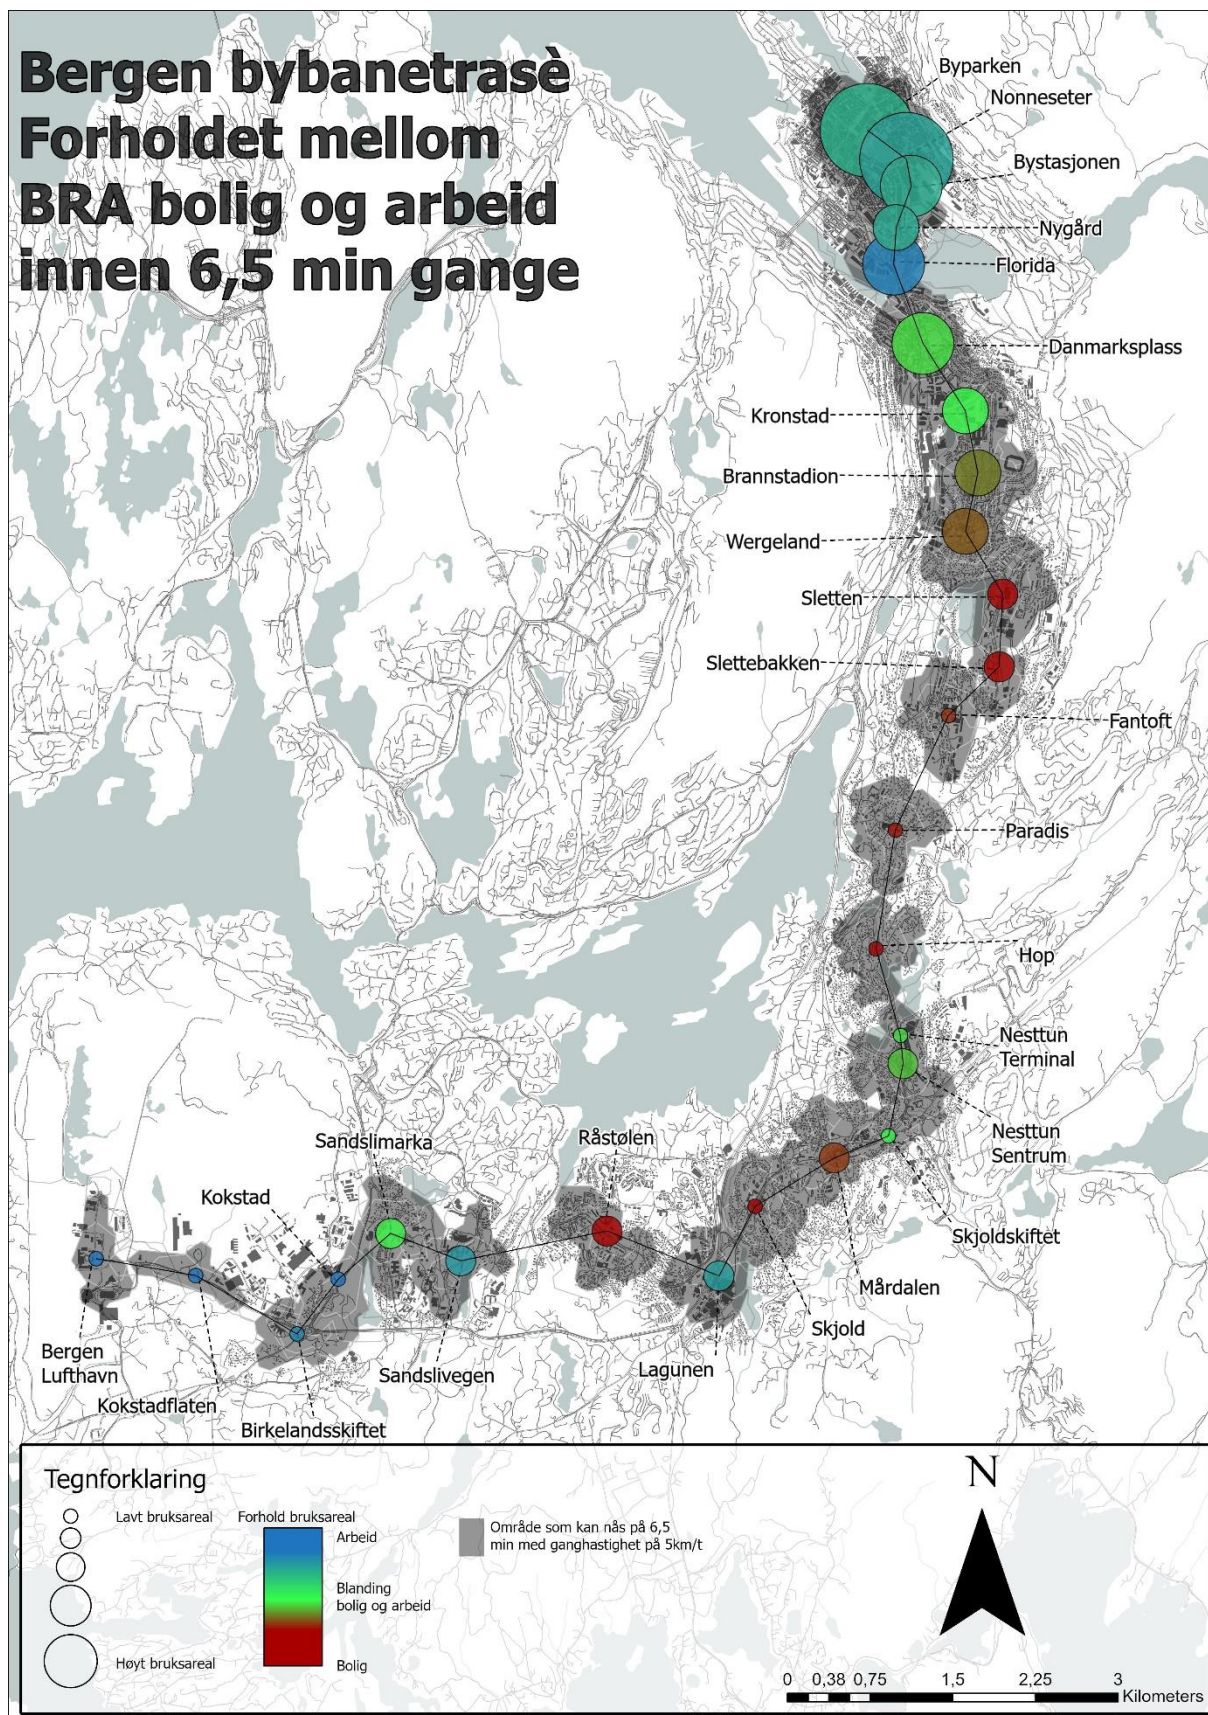 Bergen bybanetrasè
Forholdet mellom
BRA bolig og arbeid
innen 6,5 min gange
Byparken
Nonneseter
Bystasjonen
Nygård
Florida
Danmarksplass
Kronstad
Brannstadion
Wergeland
Sletten
Slettebakken
Fantoft
Paradis
Hop
Nesttun
Terminal
Nesttun
Sentrum
Skjoldskiftet
Mårdalen
Skjold
Lagunen
Råstølen
Sandslivegen
Sandslimarka
Kokstad
Birkelandsskiftet
Kokstadflaten
Bergen
Lufthavn
Tegnforklaring
Lavt bruksareal
Høyt bruksareal
Forhold bruksareal
Arbeid
Blanding
bolig og arbeid
Bolig
Område som kan nås på 6,5
min med ganghastighet på 5km/t
N
0 0,38 0,75 1,5 2,25 3
Kilometers